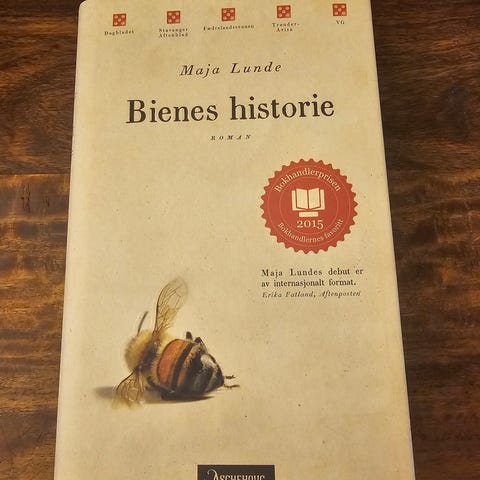 Dagbladet
Stavanger
Aftenblad
Fædrelandsvennen
Trønder-
Avisa
VG
Maja Lunde
Bienes historie
ROMAN
Bokhandlerprisen
2015
Bokhandlernes favoritt
Maja Lundes debut er
av internasjonalt format.
Erika Fatland, Aftenposten
ASCHEHOUG